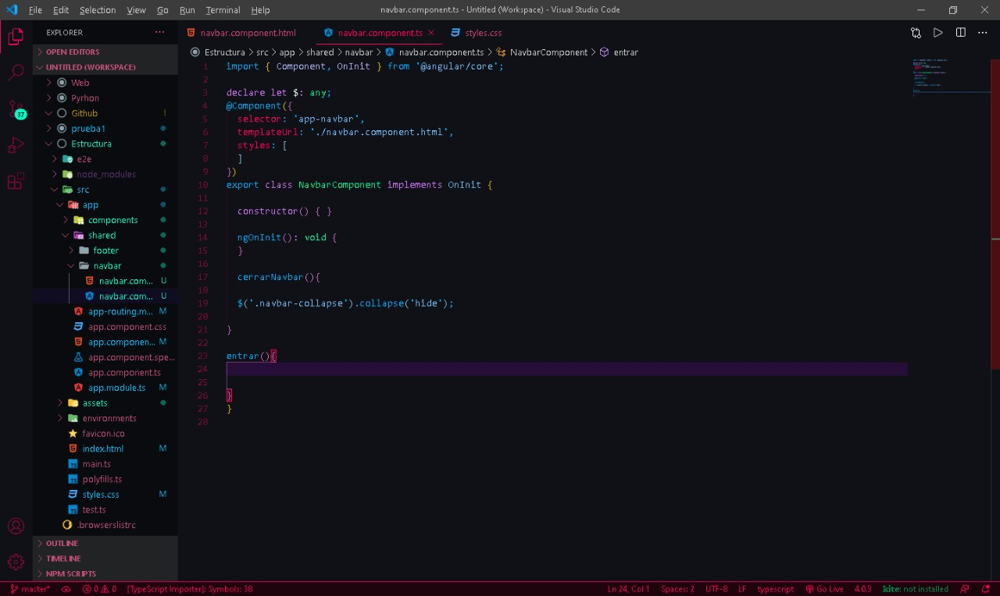 File Edit Selection View Go Run Terminal Help
navbar.component.ts - Untitled (Workspace) - Visual Studio Code
EXPLORER
OPEN EDITORS
UNTITLED (WORKSPACE)
Web
Pyrhon
Github !
prueba1
Estructura
e2e
node_modules
src
app
components
shared
footer
navbar
navbar.com... U
navbar.com... U
app-routing.m... M
app.component.css
app.componen... M
app.component.spe...
app.component.ts
app.module.ts M
assets
environments
favicon.ico
index.html M
main.ts
polyfills.ts
styles.css M
test.ts
.browserslistrc
OUTLINE
TIMELINE
NPM SCRIPTS
37
navbar.component.html
navbar.component.ts
styles.css
Estructura > src > app > shared > navbar > navbar.component.ts > NavbarComponent > entrar
1 import { Component, OnInit } from '@angular/core';
2
3 declare let $: any;
4 @Component({
5 selector: 'app-navbar',
6 templateUrl: './navbar.component.html',
7 styles: [
8 ]
9 })
10 export class NavbarComponent implements OnInit {
11
12 constructor() { }
13
14 ngOnInit(): void {
15 }
16
17 cerrarNavbar(){
18
19 $('.navbar-collapse').collapse('hide');
20
21 }
22
23 entrar(){
24
25
26 }
27 }
28
master* 0 0 [TypeScript Importer]: Symbols: 38
Ln 24, Col 1 Spaces: 2 UTF-8 LF typescript Go Live 4.0.3 kite: not installed